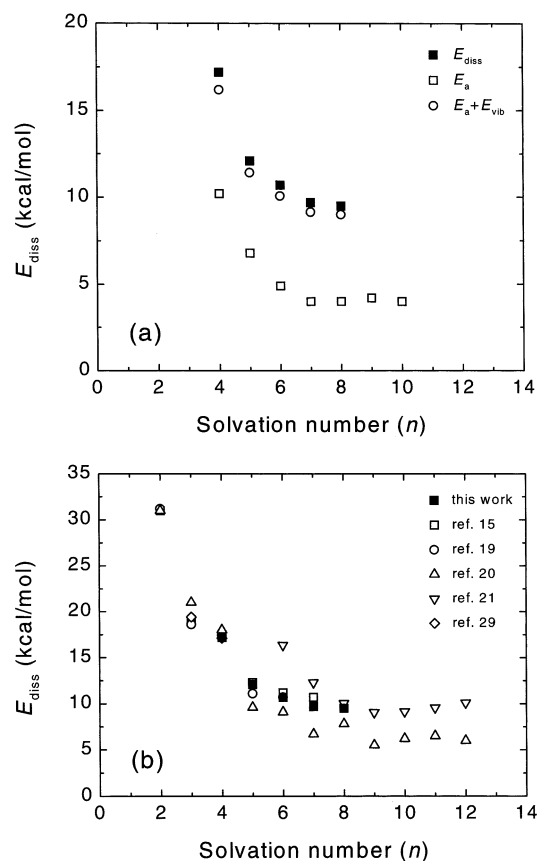 20
15
10
5
0
E_diss (kcal/mol)
E_diss
E_a
E_a+E_vib
(a)
0 2 4 6 8 10 12 14
Solvation number (n)
35
30
25
20
15
10
5
0
E_diss (kcal/mol)
this work
ref. 15
ref. 19
ref. 20
ref. 21
ref. 29
(b)
0 2 4 6 8 10 12 14
Solvation number (n)